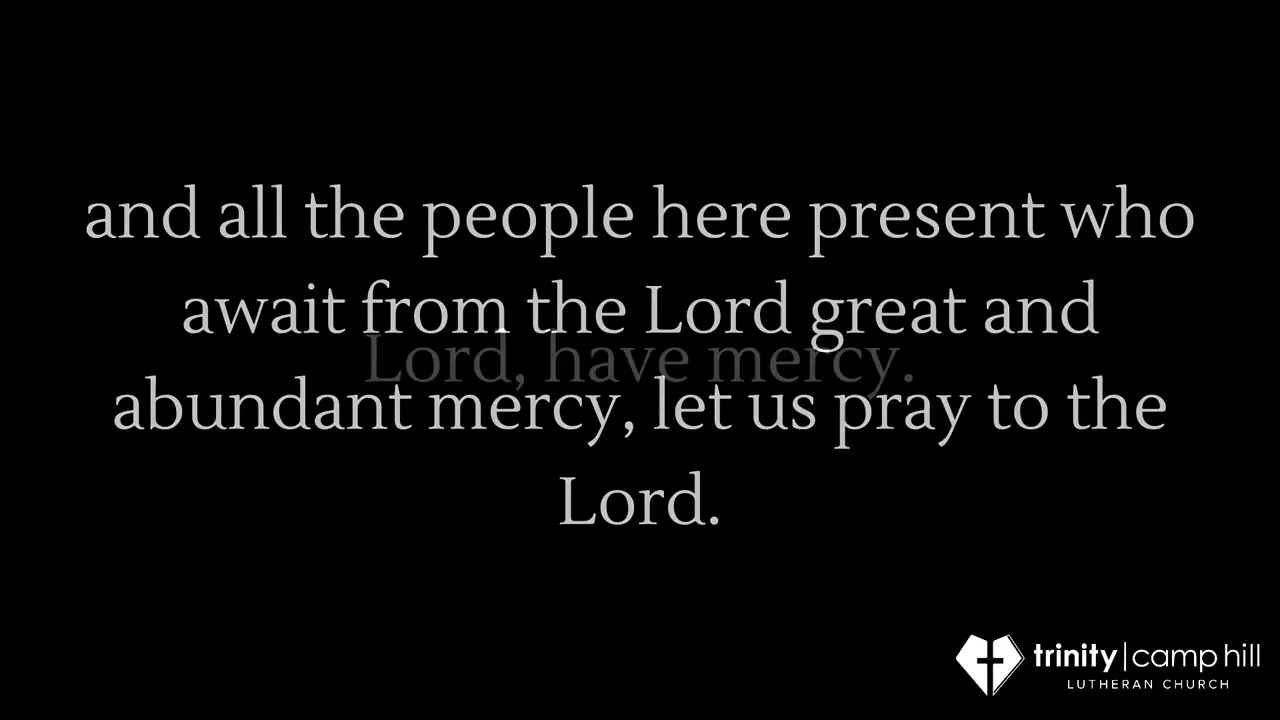 and all the people here present who
await from the Lord great and
Lord, have mercy.
abundant mercy, let us pray to the
Lord.
trinity|camp hill
LUTHERAN CHURCH